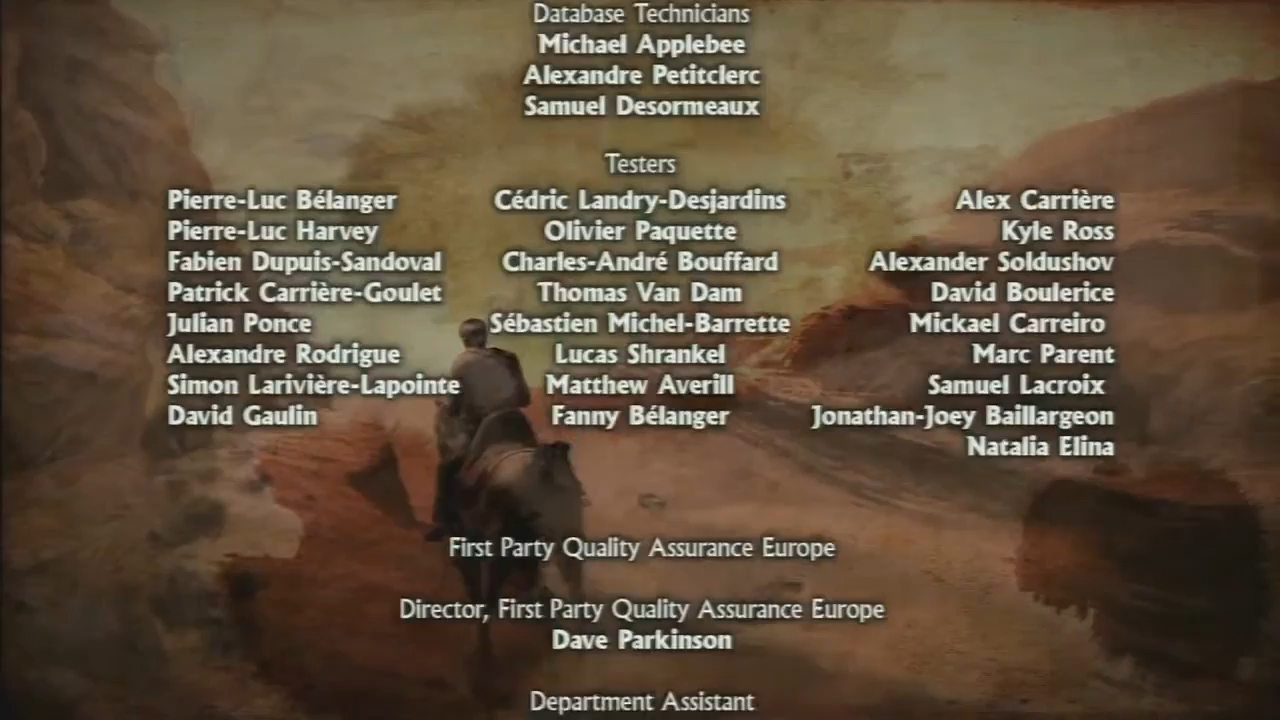 Database Technicians
Michael Applebee
Alexandre Petitclerc
Samuel Desormeaux
Testers
Pierre-Luc Bélanger Cédric Landry-Desjardins Alex Carrière
Pierre-Luc Harvey Olivier Paquette Kyle Ross
Fabien Dupuis-Sandoval Charles-André Bouffard Alexander Soldushov
Patrick Carrière-Goulet Thomas Van Dam David Boulerice
Julian Ponce Sébastien Michel-Barrette Mickael Carreiro
Alexandre Rodrigue Lucas Shrankel Marc Parent
Simon Larivière-Lapointe Matthew Averill Samuel Lacroix
David Gaulin Fanny Bélanger Jonathan-Joey Baillargeon
Natalia Elina
First Party Quality Assurance Europe
Director, First Party Quality Assurance Europe
Dave Parkinson
Department Assistant